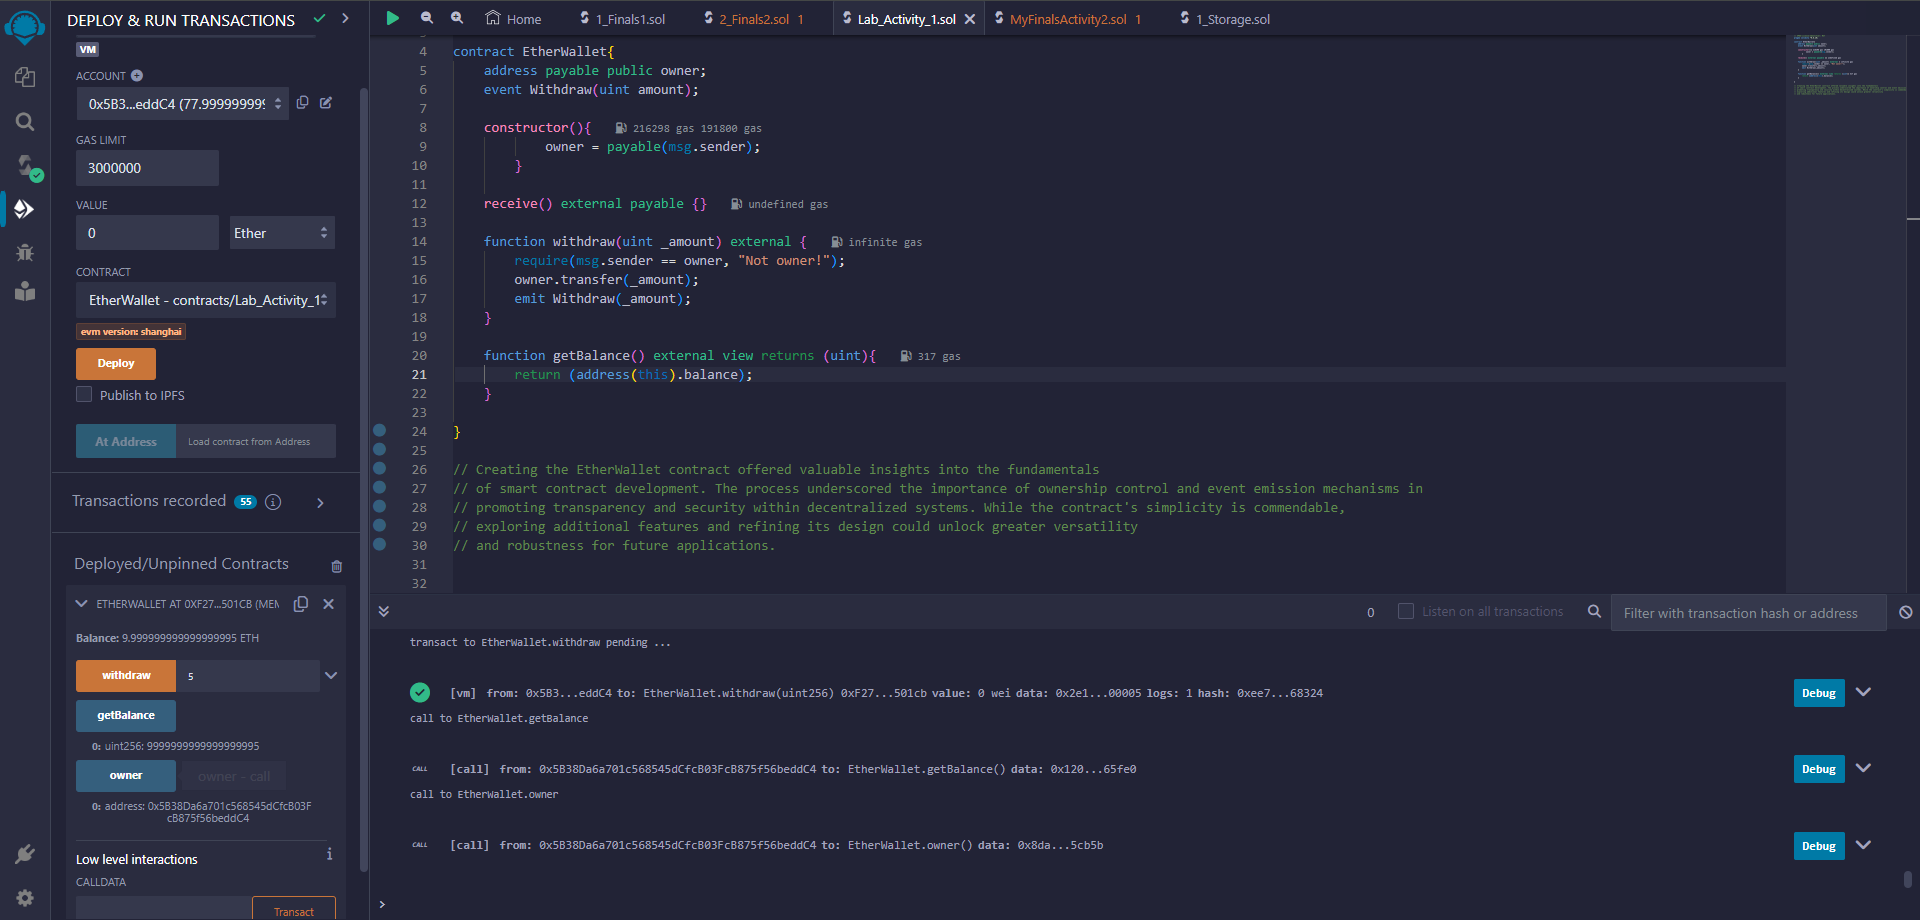 DEPLOY & RUN TRANSACTIONS
VM
ACCOUNT
0x5B3...eddC4 (77.999999999
GAS LIMIT
3000000
VALUE
0
Ether
CONTRACT
EtherWallet - contracts/Lab_Activity_1
evm version: shanghai
Deploy
Publish to IPFS
At Address
Load contract from Address
Transactions recorded 55
Deployed/Unpinned Contracts
ETHERWALLET AT 0XF27...501CB (MEM
Balance: 9.999999999999999995 ETH
withdraw 5
getBalance
0: uint256: 9999999999999999995
owner
owner - call
0: address: 0x5B38Da6a701c568545dCfcB03F
cB875f56beddC4
Low level interactions
CALLDATA
Transact
Home
1_Finals1.sol
2_Finals2.sol 1
Lab_Activity_1.sol
MyFinalsActivity2.sol 1
1_Storage.sol
4 contract EtherWallet{
5 address payable public owner;
6 event Withdraw(uint amount);
7
8 constructor(){ 216298 gas 191800 gas
9 owner = payable(msg.sender);
10 }
11
12 receive() external payable {} undefined gas
13
14 function withdraw(uint _amount) external { infinite gas
15 require(msg.sender == owner, "Not owner!");
16 owner.transfer(_amount);
17 emit Withdraw(_amount);
18 }
19
20 function getBalance() external view returns (uint){ 317 gas
21 return (address(this).balance);
22 }
23
24 }
25
26 // Creating the EtherWallet contract offered valuable insights into the fundamentals
27 // of smart contract development. The process underscored the importance of ownership control and event emission mechanisms in
28 // promoting transparency and security within decentralized systems. While the contract's simplicity is commendable,
29 // exploring additional features and refining its design could unlock greater versatility
30 // and robustness for future applications.
31
32
0
Listen on all transactions
Filter with transaction hash or address
transact to EtherWallet.withdraw pending ...
[vm] from: 0x5B3...eddC4 to: EtherWallet.withdraw(uint256) 0xF27...501cb value: 0 wei data: 0x2e1...00005 logs: 1 hash: 0xee7...68324
Debug
call to EtherWallet.getBalance
CALL [call] from: 0x5B38Da6a701c568545dCfcB03FcB875f56beddC4 to: EtherWallet.getBalance() data: 0x120...65fe0
Debug
call to EtherWallet.owner
CALL [call] from: 0x5B38Da6a701c568545dCfcB03FcB875f56beddC4 to: EtherWallet.owner() data: 0x8da...5cb5b
Debug
>